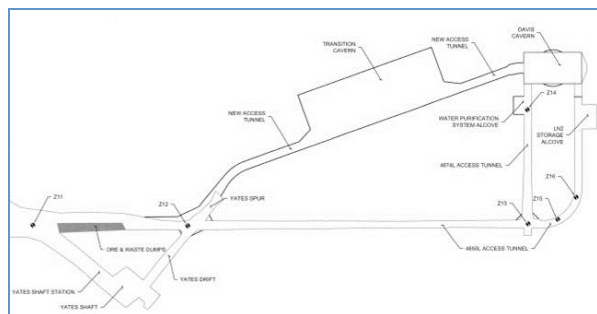 DAVIS
CAVERN
NEW ACCESS
TUNNEL
TRANSITION
CAVERN
Z14
WATER PURIFICATION
SYSTEM ALCOVE
NEW ACCESS
TUNNEL
LN2
STORAGE
ALCOVE
4674L ACCESS TUNNEL
Z16
YATES SPUR
Z11
Z12
Z13
Z15
ORE & WASTE DUMPS
4850L ACCESS TUNNEL
YATES DRIFT
YATES SHAFT STATION
YATES SHAFT